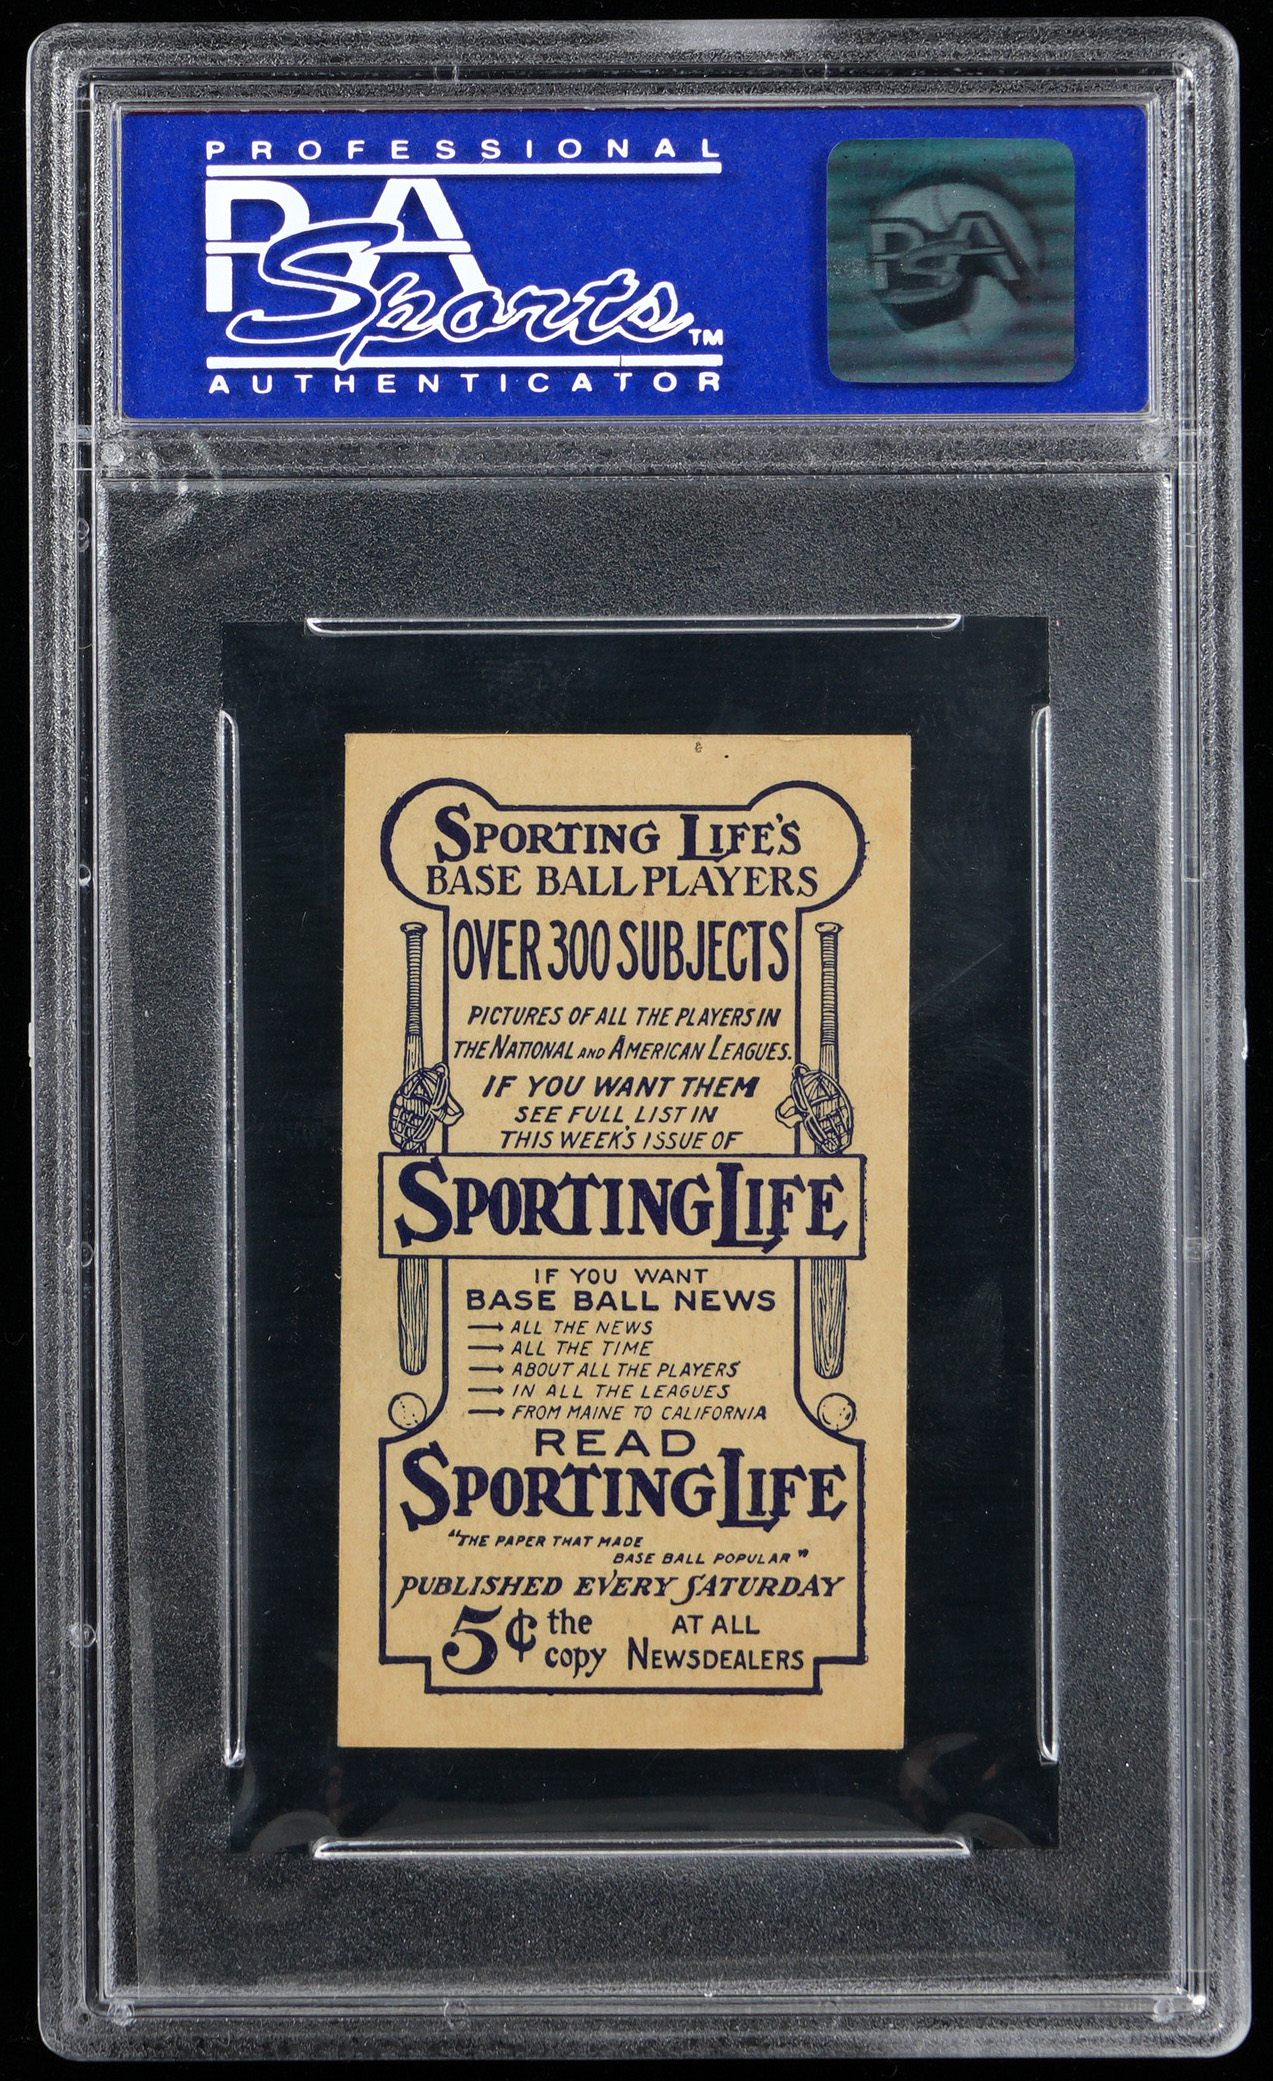 PROFESSIONAL
PSA
Sports™
AUTHENTICATOR
PSA
SPORTING LIFE'S
BASE BALL PLAYERS
OVER 300 SUBJECTS
PICTURES OF ALL THE PLAYERS IN
THE NATIONAL AND AMERICAN LEAGUES.
IF YOU WANT THEM
SEE FULL LIST IN
THIS WEEK'S ISSUE OF
SPORTING LIFE
IF YOU WANT
BASE BALL NEWS
→ ALL THE NEWS
→ ALL THE TIME
→ ABOUT ALL THE PLAYERS
→ IN ALL THE LEAGUES
→ FROM MAINE TO CALIFORNIA
READ
SPORTING LIFE
"THE PAPER THAT MADE
BASE BALL POPULAR"
PUBLISHED EVERY SATURDAY
5¢ the copy AT ALL NEWSDEALERS